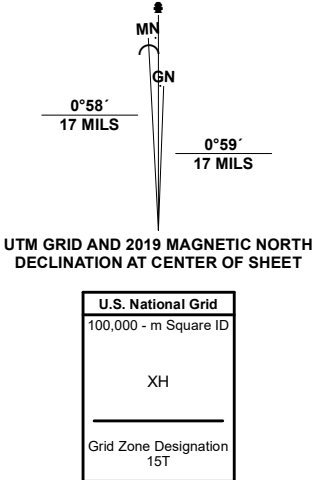 MN
GN
0°58´
17 MILS
0°59´
17 MILS
UTM GRID AND 2019 MAGNETIC NORTH
DECLINATION AT CENTER OF SHEET
U.S. National Grid
100,000 - m Square ID
XH
Grid Zone Designation
15T